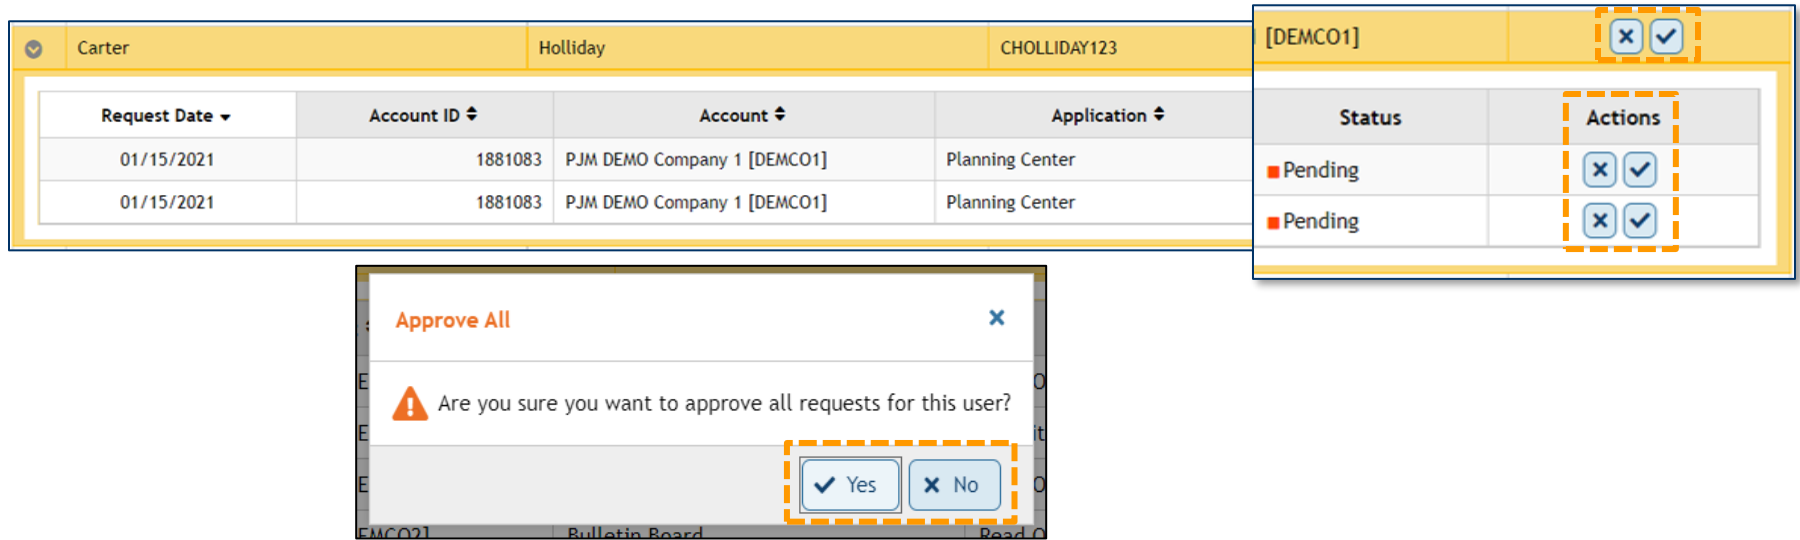 Carter Holliday CHOLLIDAY123
Request Date Account ID Account Application
01/15/2021 1881083 PJM DEMO Company 1 [DEMCO1] Planning Center
01/15/2021 1881083 PJM DEMO Company 1 [DEMCO1] Planning Center
[DEMCO1]
Status Actions
Pending
Pending
Approve All
Are you sure you want to approve all requests for this user?
Yes No
EMCO2] Bulletin Board Read O